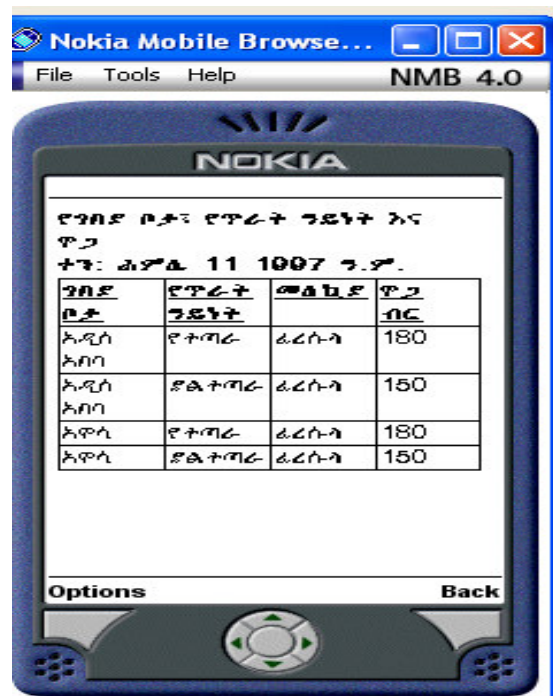 Nokia Mobile Browse...
File Tools Help NMB 4.0
NOKIA
የገበያ ቦታ፣ የጥራት ዓይነት እና
ዋጋ
ቀን: ሐምሌ 11 1997 ዓ.ም.
ገበያ ቦታ የጥራት ዓይነት መለኪያ ዋጋ ብር
አዲስ አበባ የተጣራ ፈረሱላ 180
አዲስ አበባ ያልተጣራ ፈረሱላ 150
አዋሳ የተጣራ ፈረሱላ 180
አዋሳ ያልተጣራ ፈረሱላ 150
Options Back